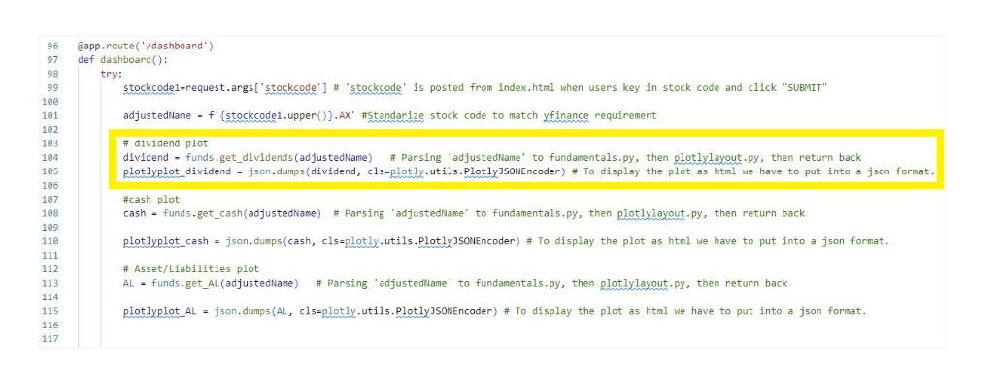 96 @app.route('/dashboard')
97 def dashboard():
98 try:
99 stockcode1=request.args['stockcode'] # 'stockcode' is posted from index.html when users key in stock code and click "SUBMIT"
100
101 adjustedName = f'{stockcode1.upper()}.AX' #Standarize stock code to match yfinance requirement
102
103 # dividend plot
104 dividend = funds.get_dividends(adjustedName) # Parsing 'adjustedName' to fundamentals.py, then plotlylayout.py, then return back
105 plotlyplot_dividend = json.dumps(dividend, cls=plotly.utils.PlotlyJSONEncoder) # To display the plot as html we have to put into a json format.
106
107 #cash plot
108 cash = funds.get_cash(adjustedName) # Parsing 'adjustedName' to fundamentals.py, then plotlylayout.py, then return back
109
110 plotlyplot_cash = json.dumps(cash, cls=plotly.utils.PlotlyJSONEncoder) # To display the plot as html we have to put into a json format.
111
112 # Asset/Liabilities plot
113 AL = funds.get_AL(adjustedName) # Parsing 'adjustedName' to fundamentals.py, then plotlylayout.py, then return back
114
115 plotlyplot_AL = json.dumps(AL, cls=plotly.utils.PlotlyJSONEncoder) # To display the plot as html we have to put into a json format.
116
117